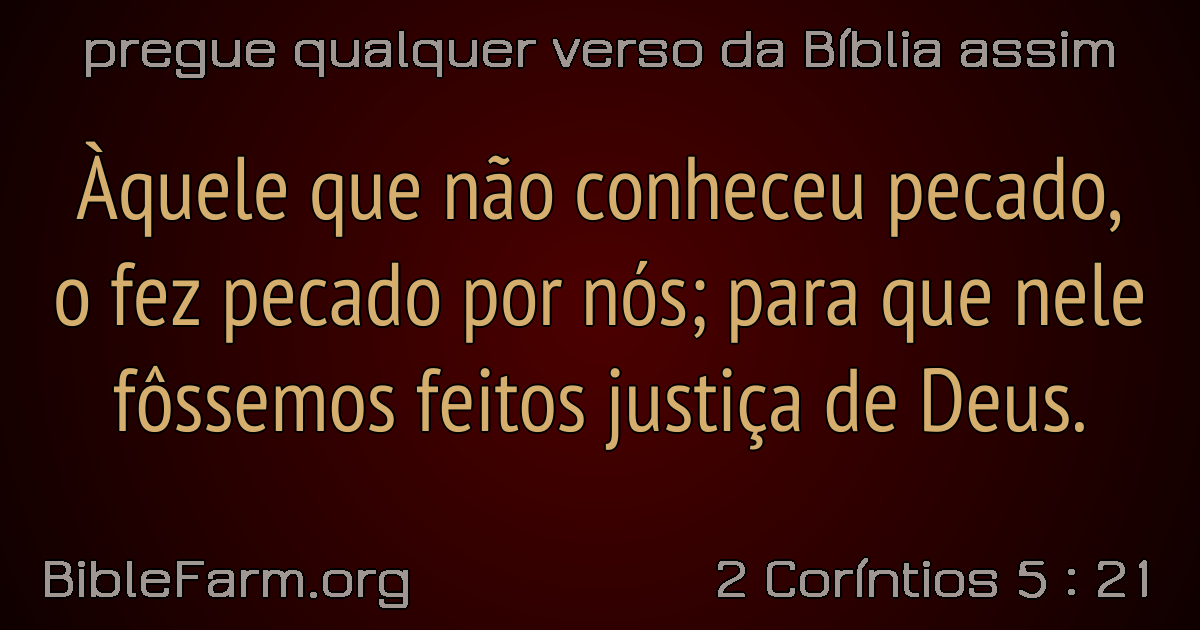 pregue qualquer verso da Bíblia assim
Àquele que não conheceu pecado,
o fez pecado por nós; para que nele
fôssemos feitos justiça de Deus.
BibleFarm.org
2 Coríntios 5 : 21